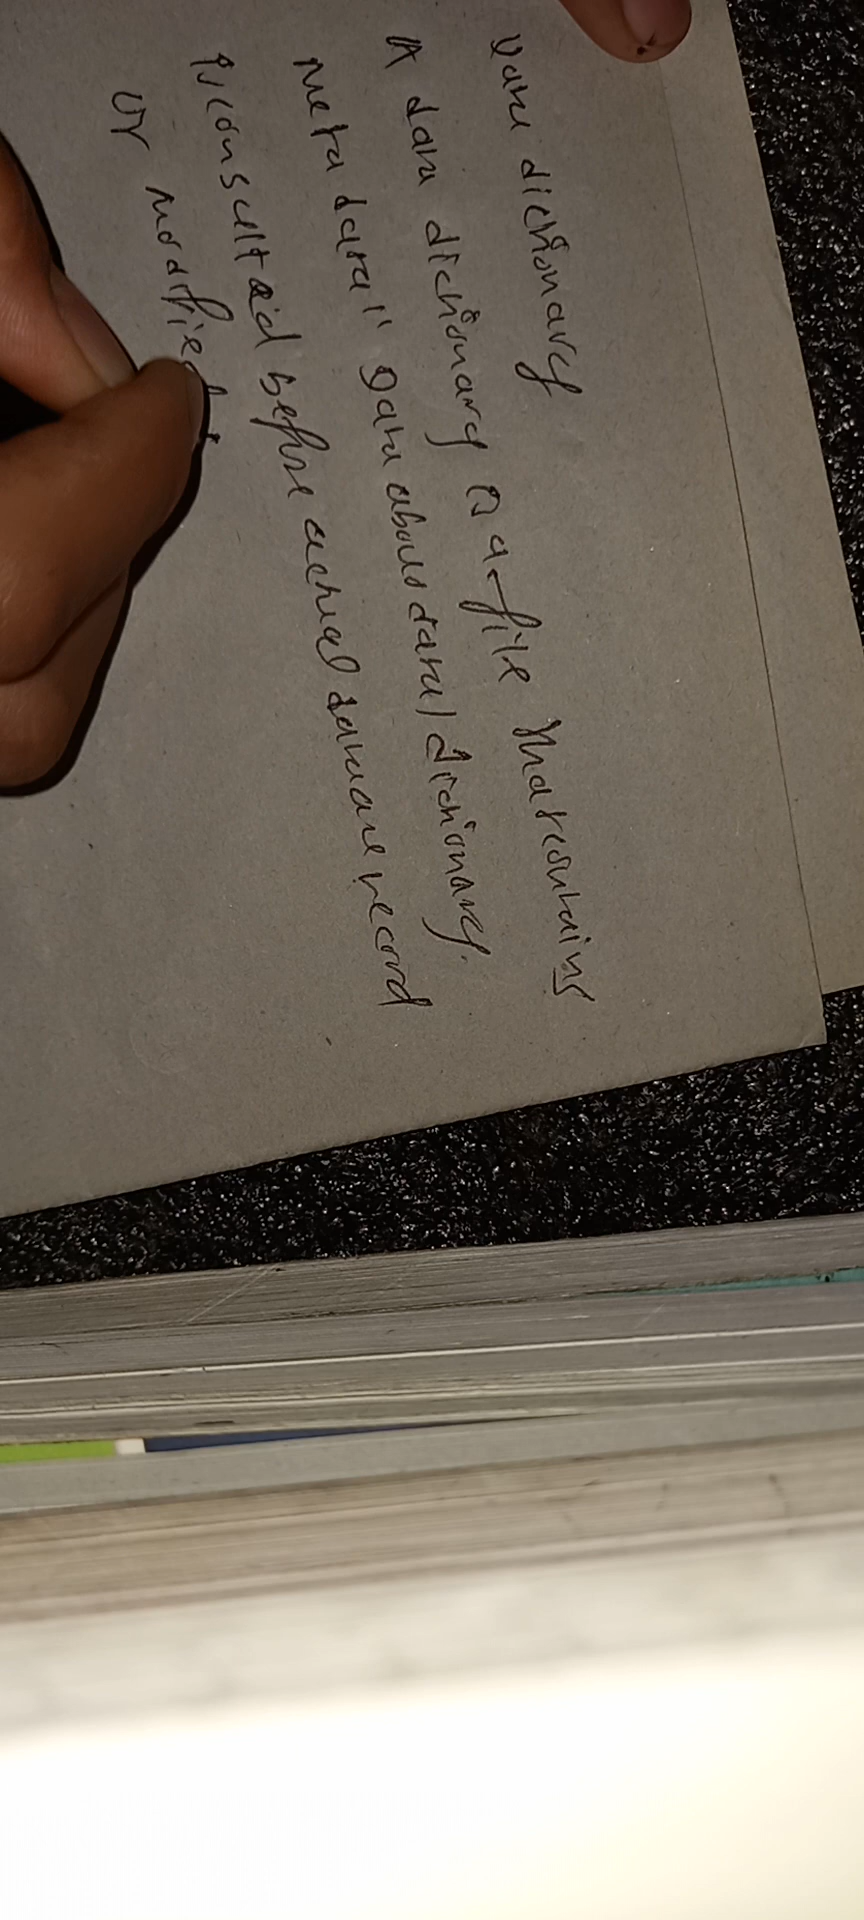 Data dictionary
A data dictionary is a file that contains
meta data i" Data about data) dictionary.
is consultaid before actual data are record
or modified.